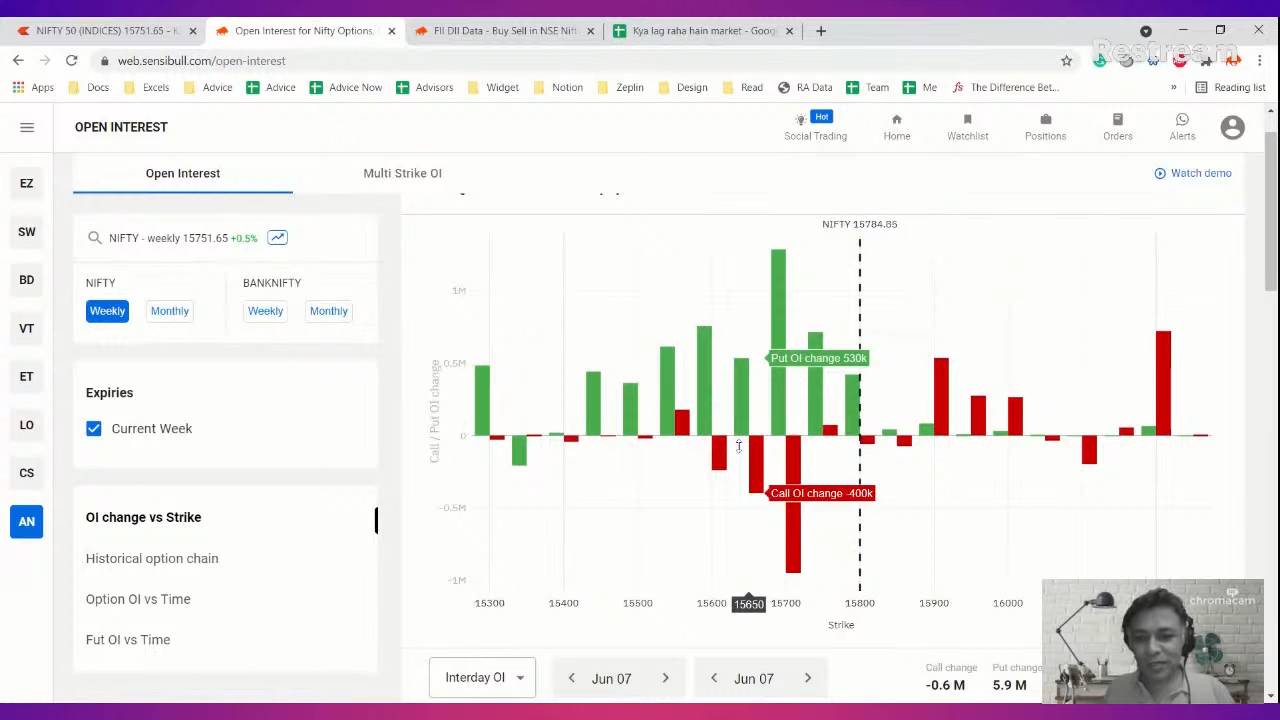 NIFTY 50 (INDICES) 15751.65 - K
Open Interest for Nifty Options,
FII DII Data - Buy Sell in NSE Nift
Kya lag raha hain market - Goog
Restream
web.sensibull.com/open-interest
Apps Docs Exxis Advice Advice Now Advisors Widget Notion Zeplin Design Read RA Data Team Me The Difference Bet... » Reading list
OPEN INTEREST
Hot
Social Trading Home Watchlist Positions Orders Alerts
Open Interest Multi Strike OI Watch demo
EZ
SW
BD
VT
ET
LO
CS
AN
NIFTY - weekly 15751.65 +0.5%
NIFTY BANKNIFTY
Weekly Monthly Weekly Monthly
Expiries
Current Week
OI change vs Strike
Historical option chain
Option OI vs Time
Fut OI vs Time
NIFTY 15784.85
Call / Put OI change
1M
0.5M
0
-0.5M
-1M
Put OI change 530k
Call OI change -400k
15300 15400 15500 15600 15650 15700 15800 15900 16000
Strike
Interday OI Jun 07 Jun 07
Call change Put change
-0.6 M 5.9 M
chromacam